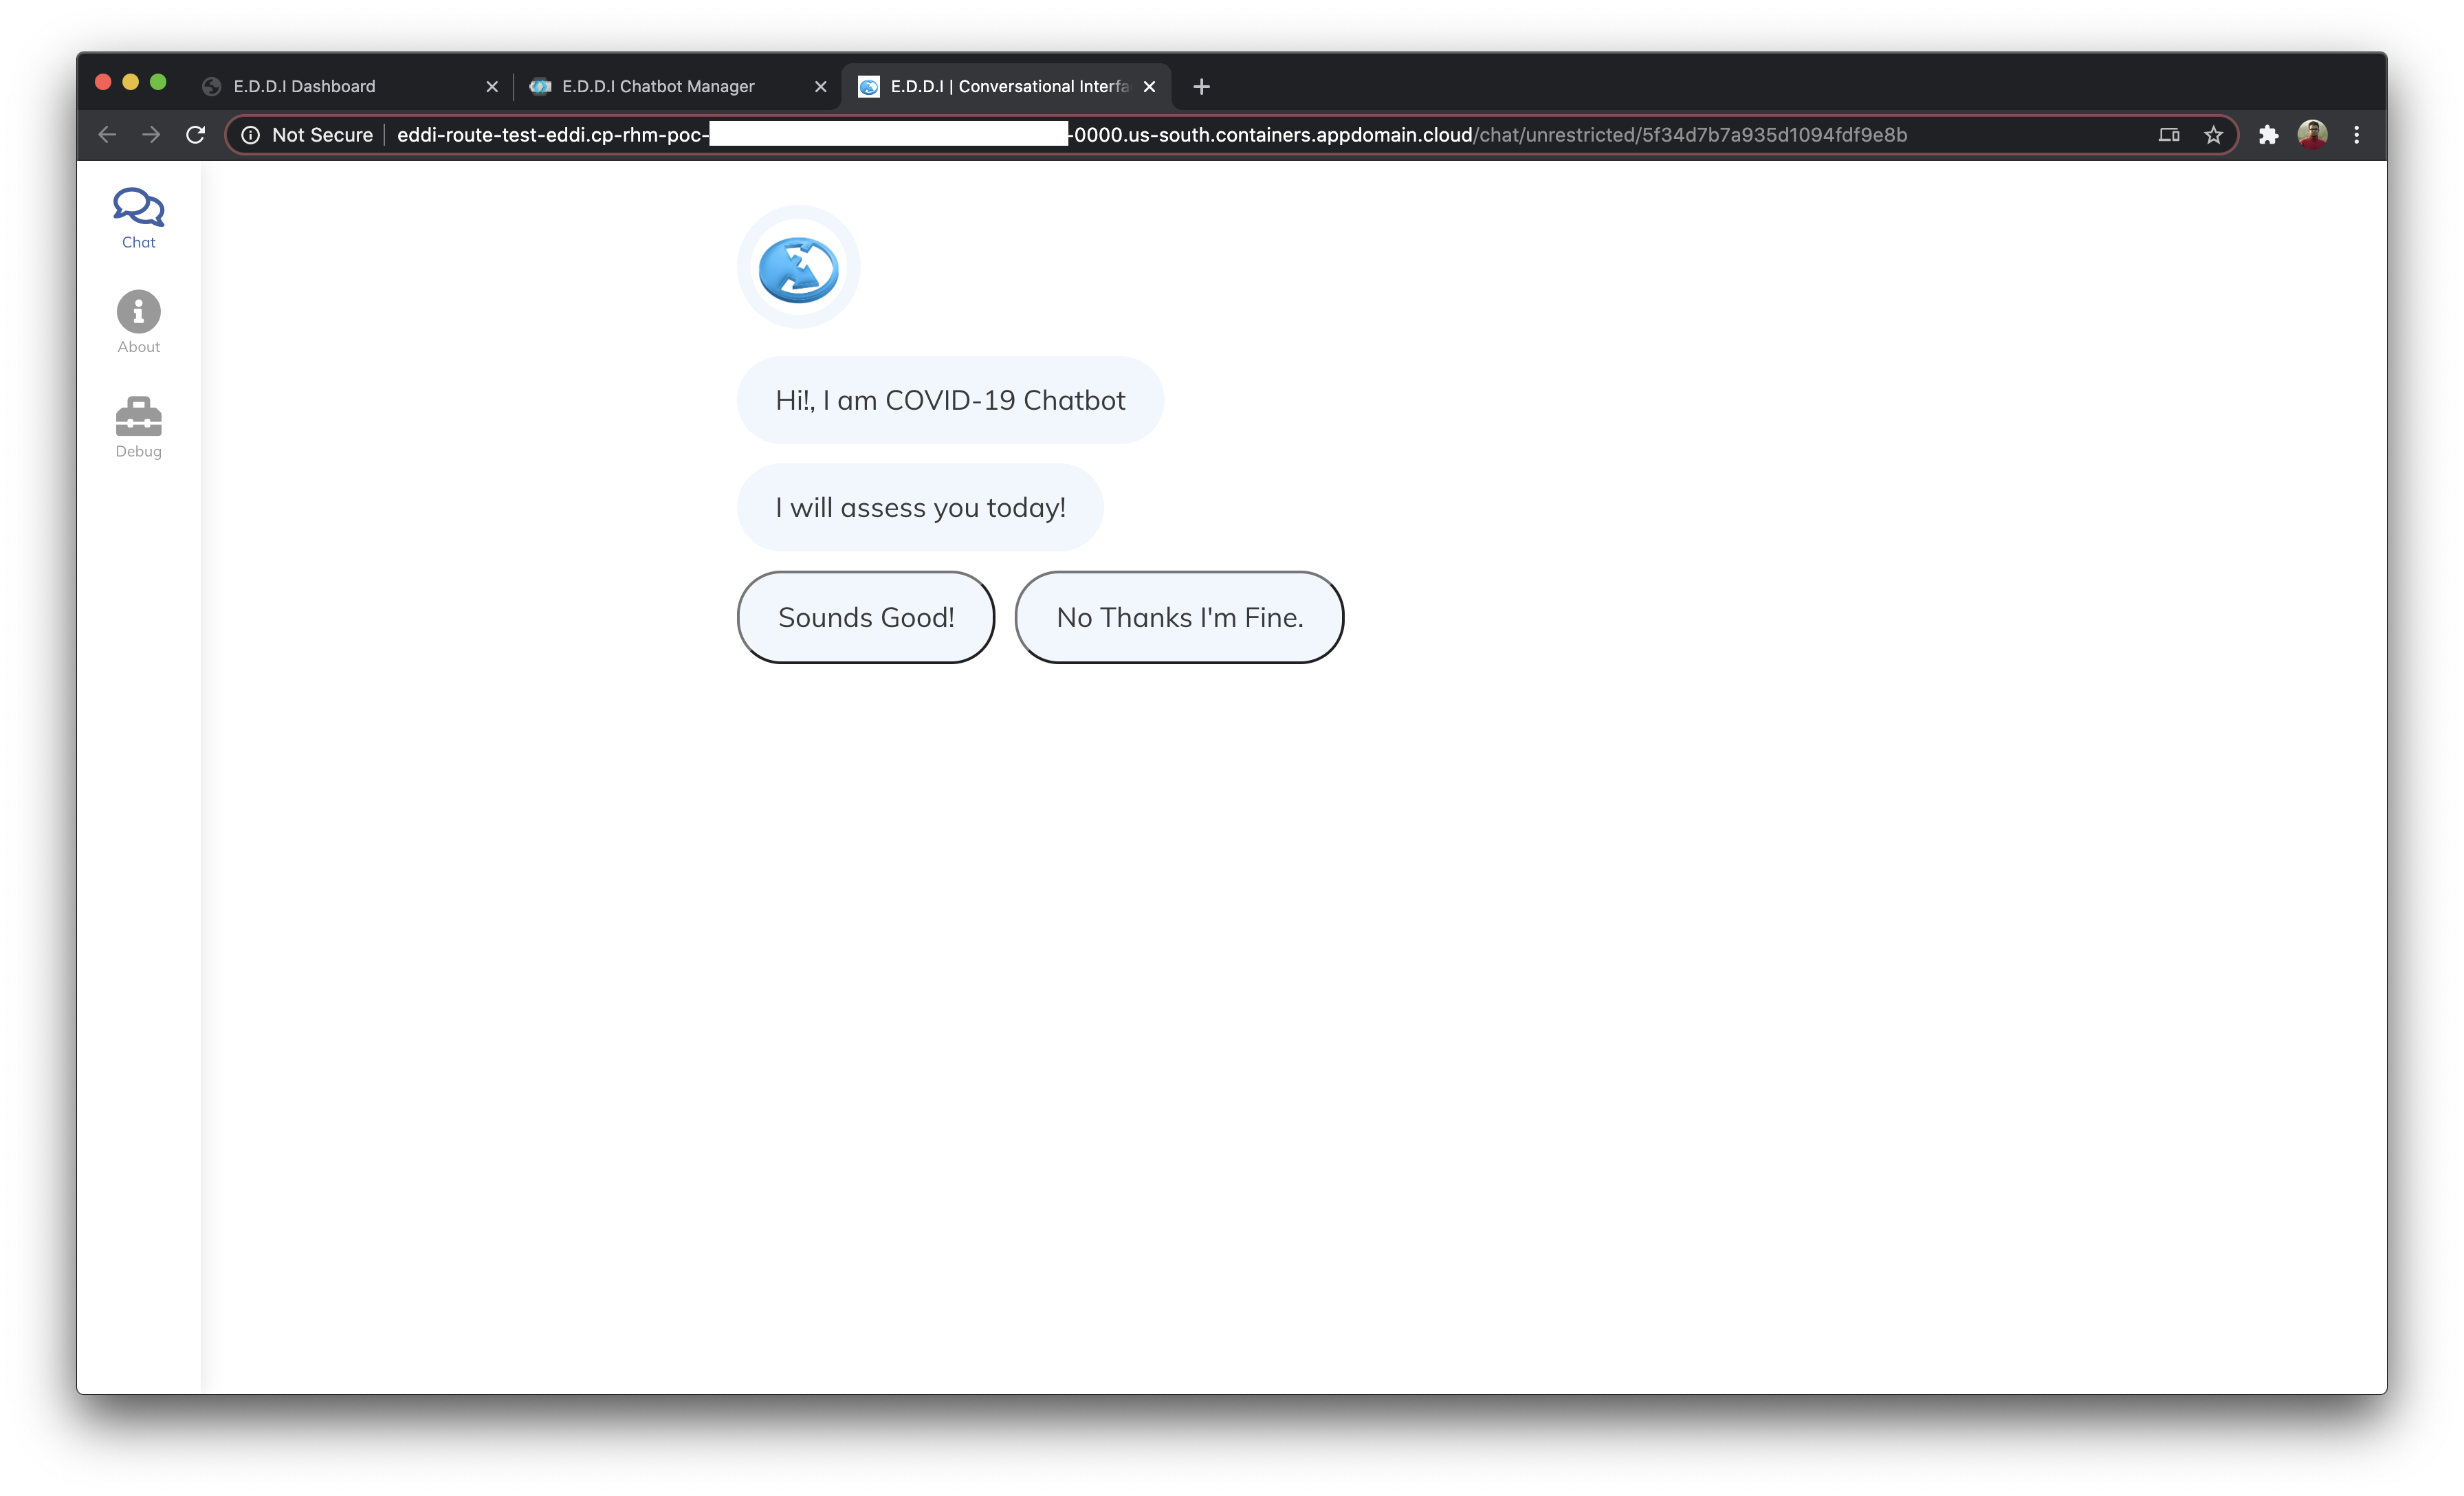 E.D.D.I Dashboard
E.D.D.I Chatbot Manager
E.D.D.I | Conversational Interfa
Not Secure
eddi-route-test-eddi.cp-rhm-poc- -0000.us-south.containers.appdomain.cloud/chat/unrestricted/5f34d7b7a935d1094fdf9e8b
Chat
About
Debug
Hi!, I am COVID-19 Chatbot
I will assess you today!
Sounds Good!
No Thanks I'm Fine.